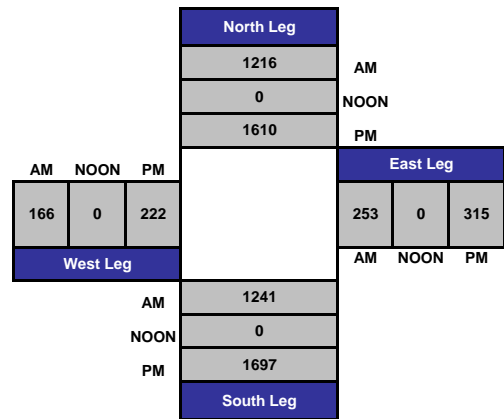 North Leg
1216
AM
0
NOON
1610
PM
AM NOON PM
East Leg
166 0 222
253 0 315
West Leg
AM NOON PM
AM
1241
NOON
0
PM
1697
South Leg